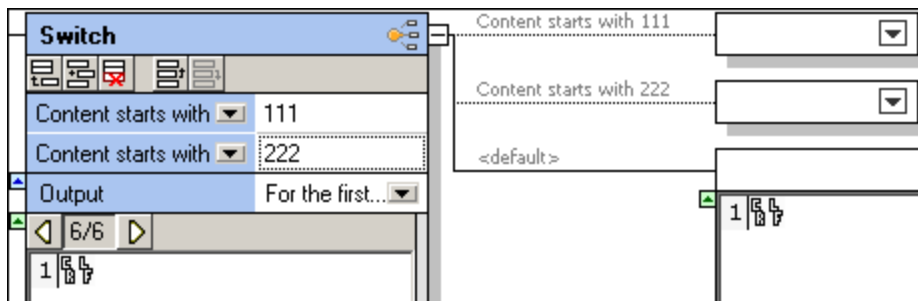 Switch
Content starts with 111
Content starts with 222
Output For the first...
6/6
1
Content starts with 111
Content starts with 222
<default>
1